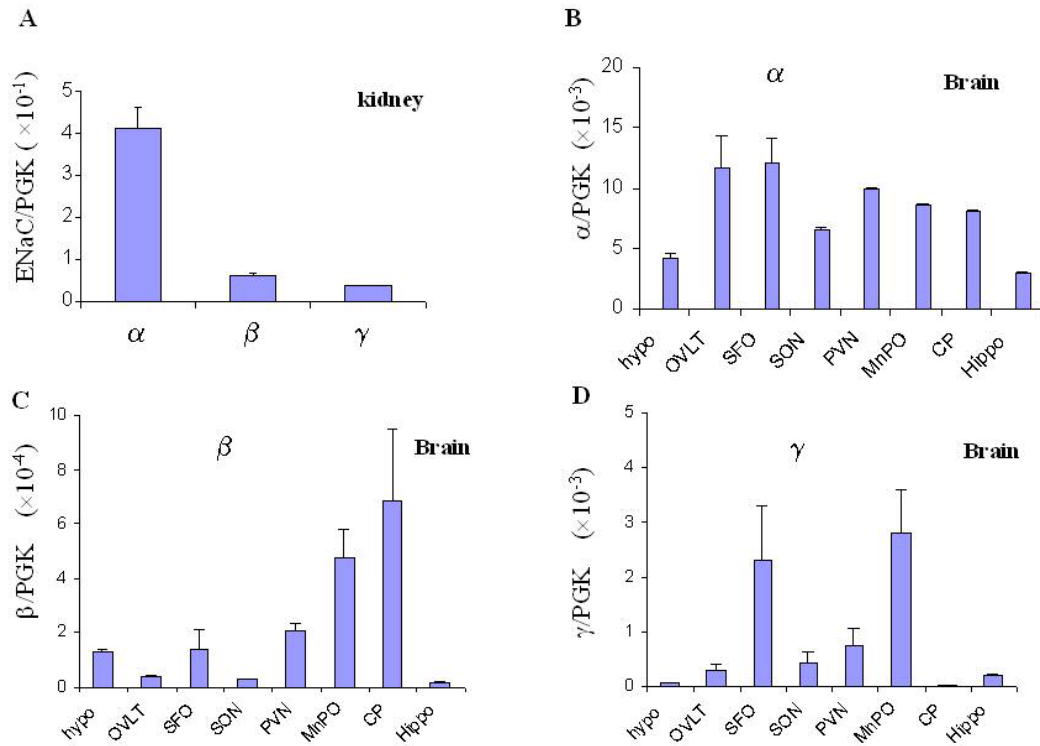 A
kidney
ENaC/PGK ( ×10⁻¹)
5
4
3
2
1
0
α
β
γ
B
α
Brain
α/PGK (×10⁻³)
20
15
10
5
0
hypo
OVLT
SFO
SON
PVN
MnPO
CP
Hippo
C
β
Brain
β/PGK (×10⁻⁴)
10
8
6
4
2
0
hypo
OVLT
SFO
SON
PVN
MnPO
CP
Hippo
D
γ
Brain
γ/PGK (×10⁻³)
5
4
3
2
1
0
hypo
OVLT
SFO
SON
PVN
MnPO
CP
Hippo